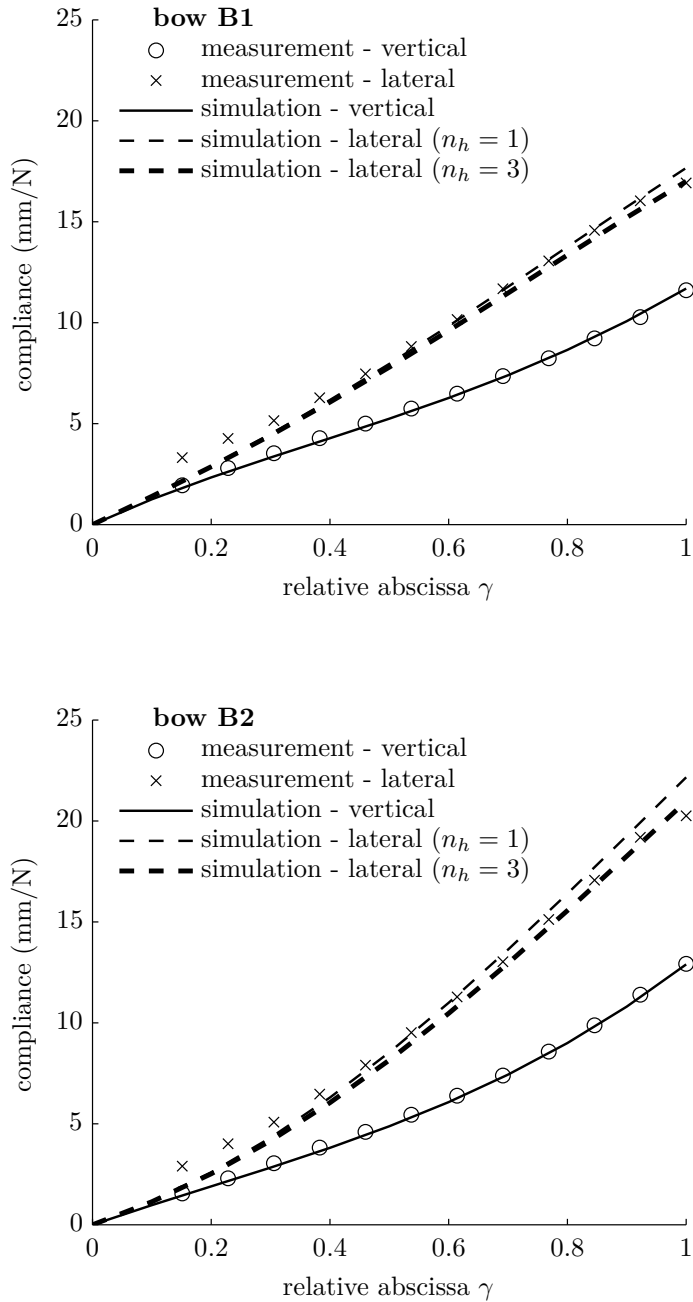 bow B1
measurement - vertical
measurement - lateral
simulation - vertical
simulation - lateral (n_h = 1)
simulation - lateral (n_h = 3)
25
20
15
10
5
0
compliance (mm/N)
0 0.2 0.4 0.6 0.8 1
relative abscissa γ
bow B2
measurement - vertical
measurement - lateral
simulation - vertical
simulation - lateral (n_h = 1)
simulation - lateral (n_h = 3)
25
20
15
10
5
0
compliance (mm/N)
0 0.2 0.4 0.6 0.8 1
relative abscissa γ